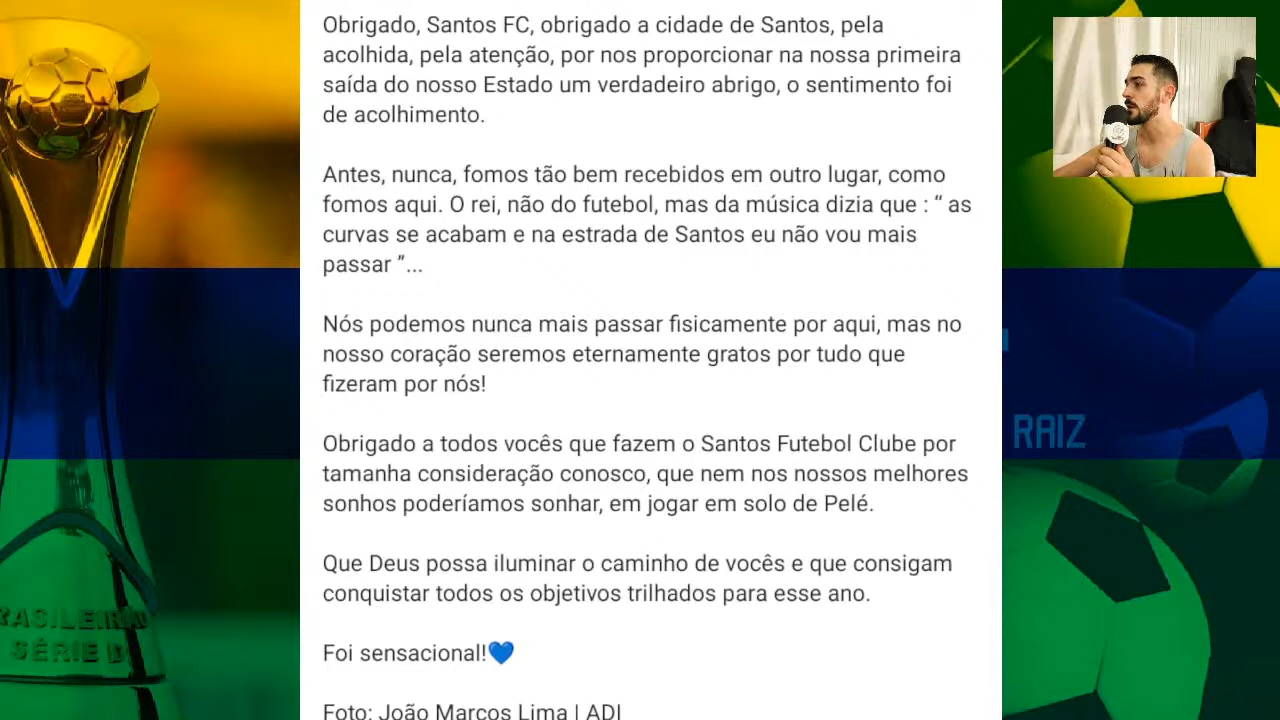 Obrigado, Santos FC, obrigado a cidade de Santos, pela
acolhida, pela atenção, por nos proporcionar na nossa primeira
saída do nosso Estado um verdadeiro abrigo, o sentimento foi
de acolhimento.
Antes, nunca, fomos tão bem recebidos em outro lugar, como
fomos aqui. O rei, não do futebol, mas da música dizia que : “ as
curvas se acabam e na estrada de Santos eu não vou mais
passar ”...
Nós podemos nunca mais passar fisicamente por aqui, mas no
nosso coração seremos eternamente gratos por tudo que
fizeram por nós!
Obrigado a todos vocês que fazem o Santos Futebol Clube por
tamanha consideração conosco, que nem nos nossos melhores
sonhos poderíamos sonhar, em jogar em solo de Pelé.
Que Deus possa iluminar o caminho de vocês e que consigam
conquistar todos os objetivos trilhados para esse ano.
Foi sensacional!💙
Foto: João Marcos Lima | ADI
RAIZ
BRASILEIRÃO
SÉRIE D